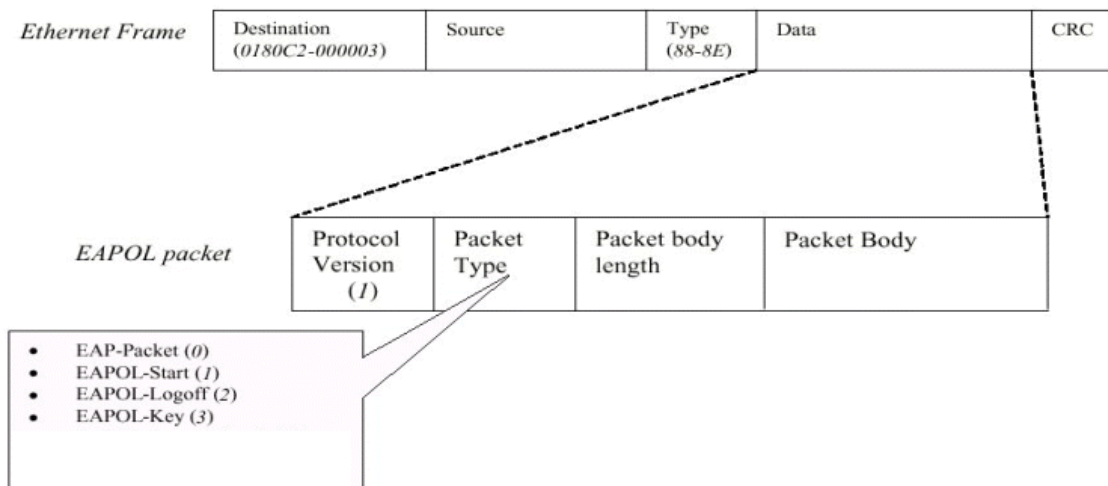 Ethernet Frame
Destination
(0180C2-000003)
Source
Type
(88-8E)
Data
CRC
EAPOL packet
Protocol
Version
(1)
Packet
Type
Packet body
length
Packet Body
• EAP-Packet (0)
• EAPOL-Start (1)
• EAPOL-Logoff (2)
• EAPOL-Key (3)